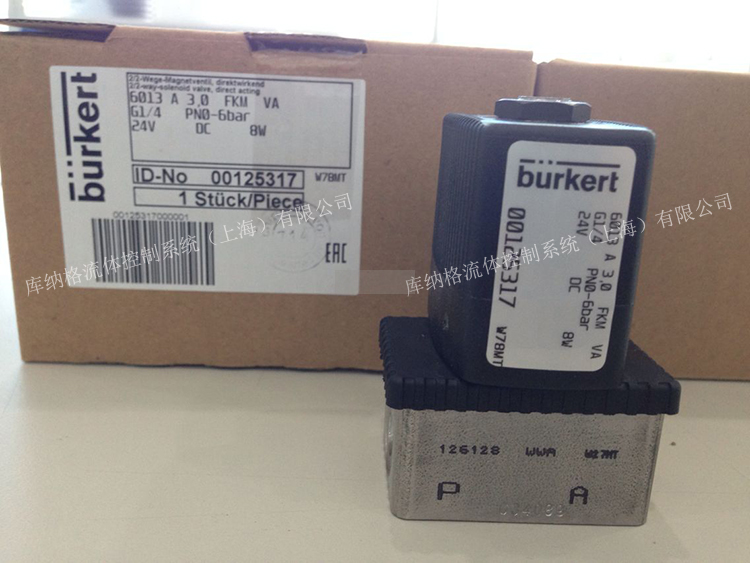 bürkert
2/2-Wege-Magnetventil, direktwirkend
2/2-way-solenoid valve, direct acting
6013 A 3,0 FKM VA
G1/4 PN0-6bar
24V DC 8W
ID-No 00125317 W78MT
1 Stück/Piece
001253170000001
EAC
库纳格流体控制系统（上海）有限公司
bürkert
00125317 W78MT
6013 A 3,0 FKM VA
G1/4 PN0-6bar
24V DC 8W
库纳格流体控制系统（上海）有限公司
126128 WWA W27MT
P A